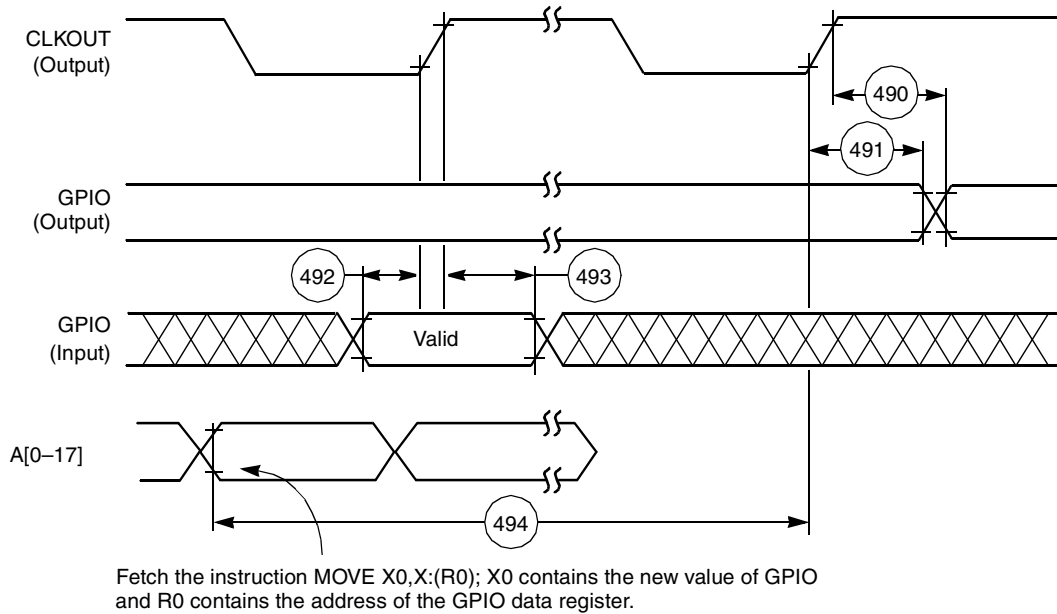 CLKOUT
(Output)
490
491
GPIO
(Output)
492
493
GPIO
(Input)
Valid
A[0–17]
494
Fetch the instruction MOVE X0,X:(R0); X0 contains the new value of GPIO
and R0 contains the address of the GPIO data register.